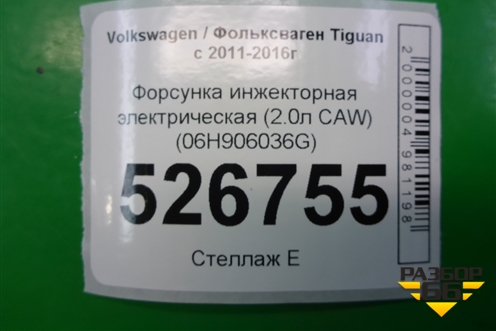 Volkswagen / Фольксваген Tiguan
с 2011-2016г
Форсунка инжекторная
электрическая (2.0л CAW)
(06H906036G)
526755
Стеллаж Е
2000004981198
РАЗБОР
66